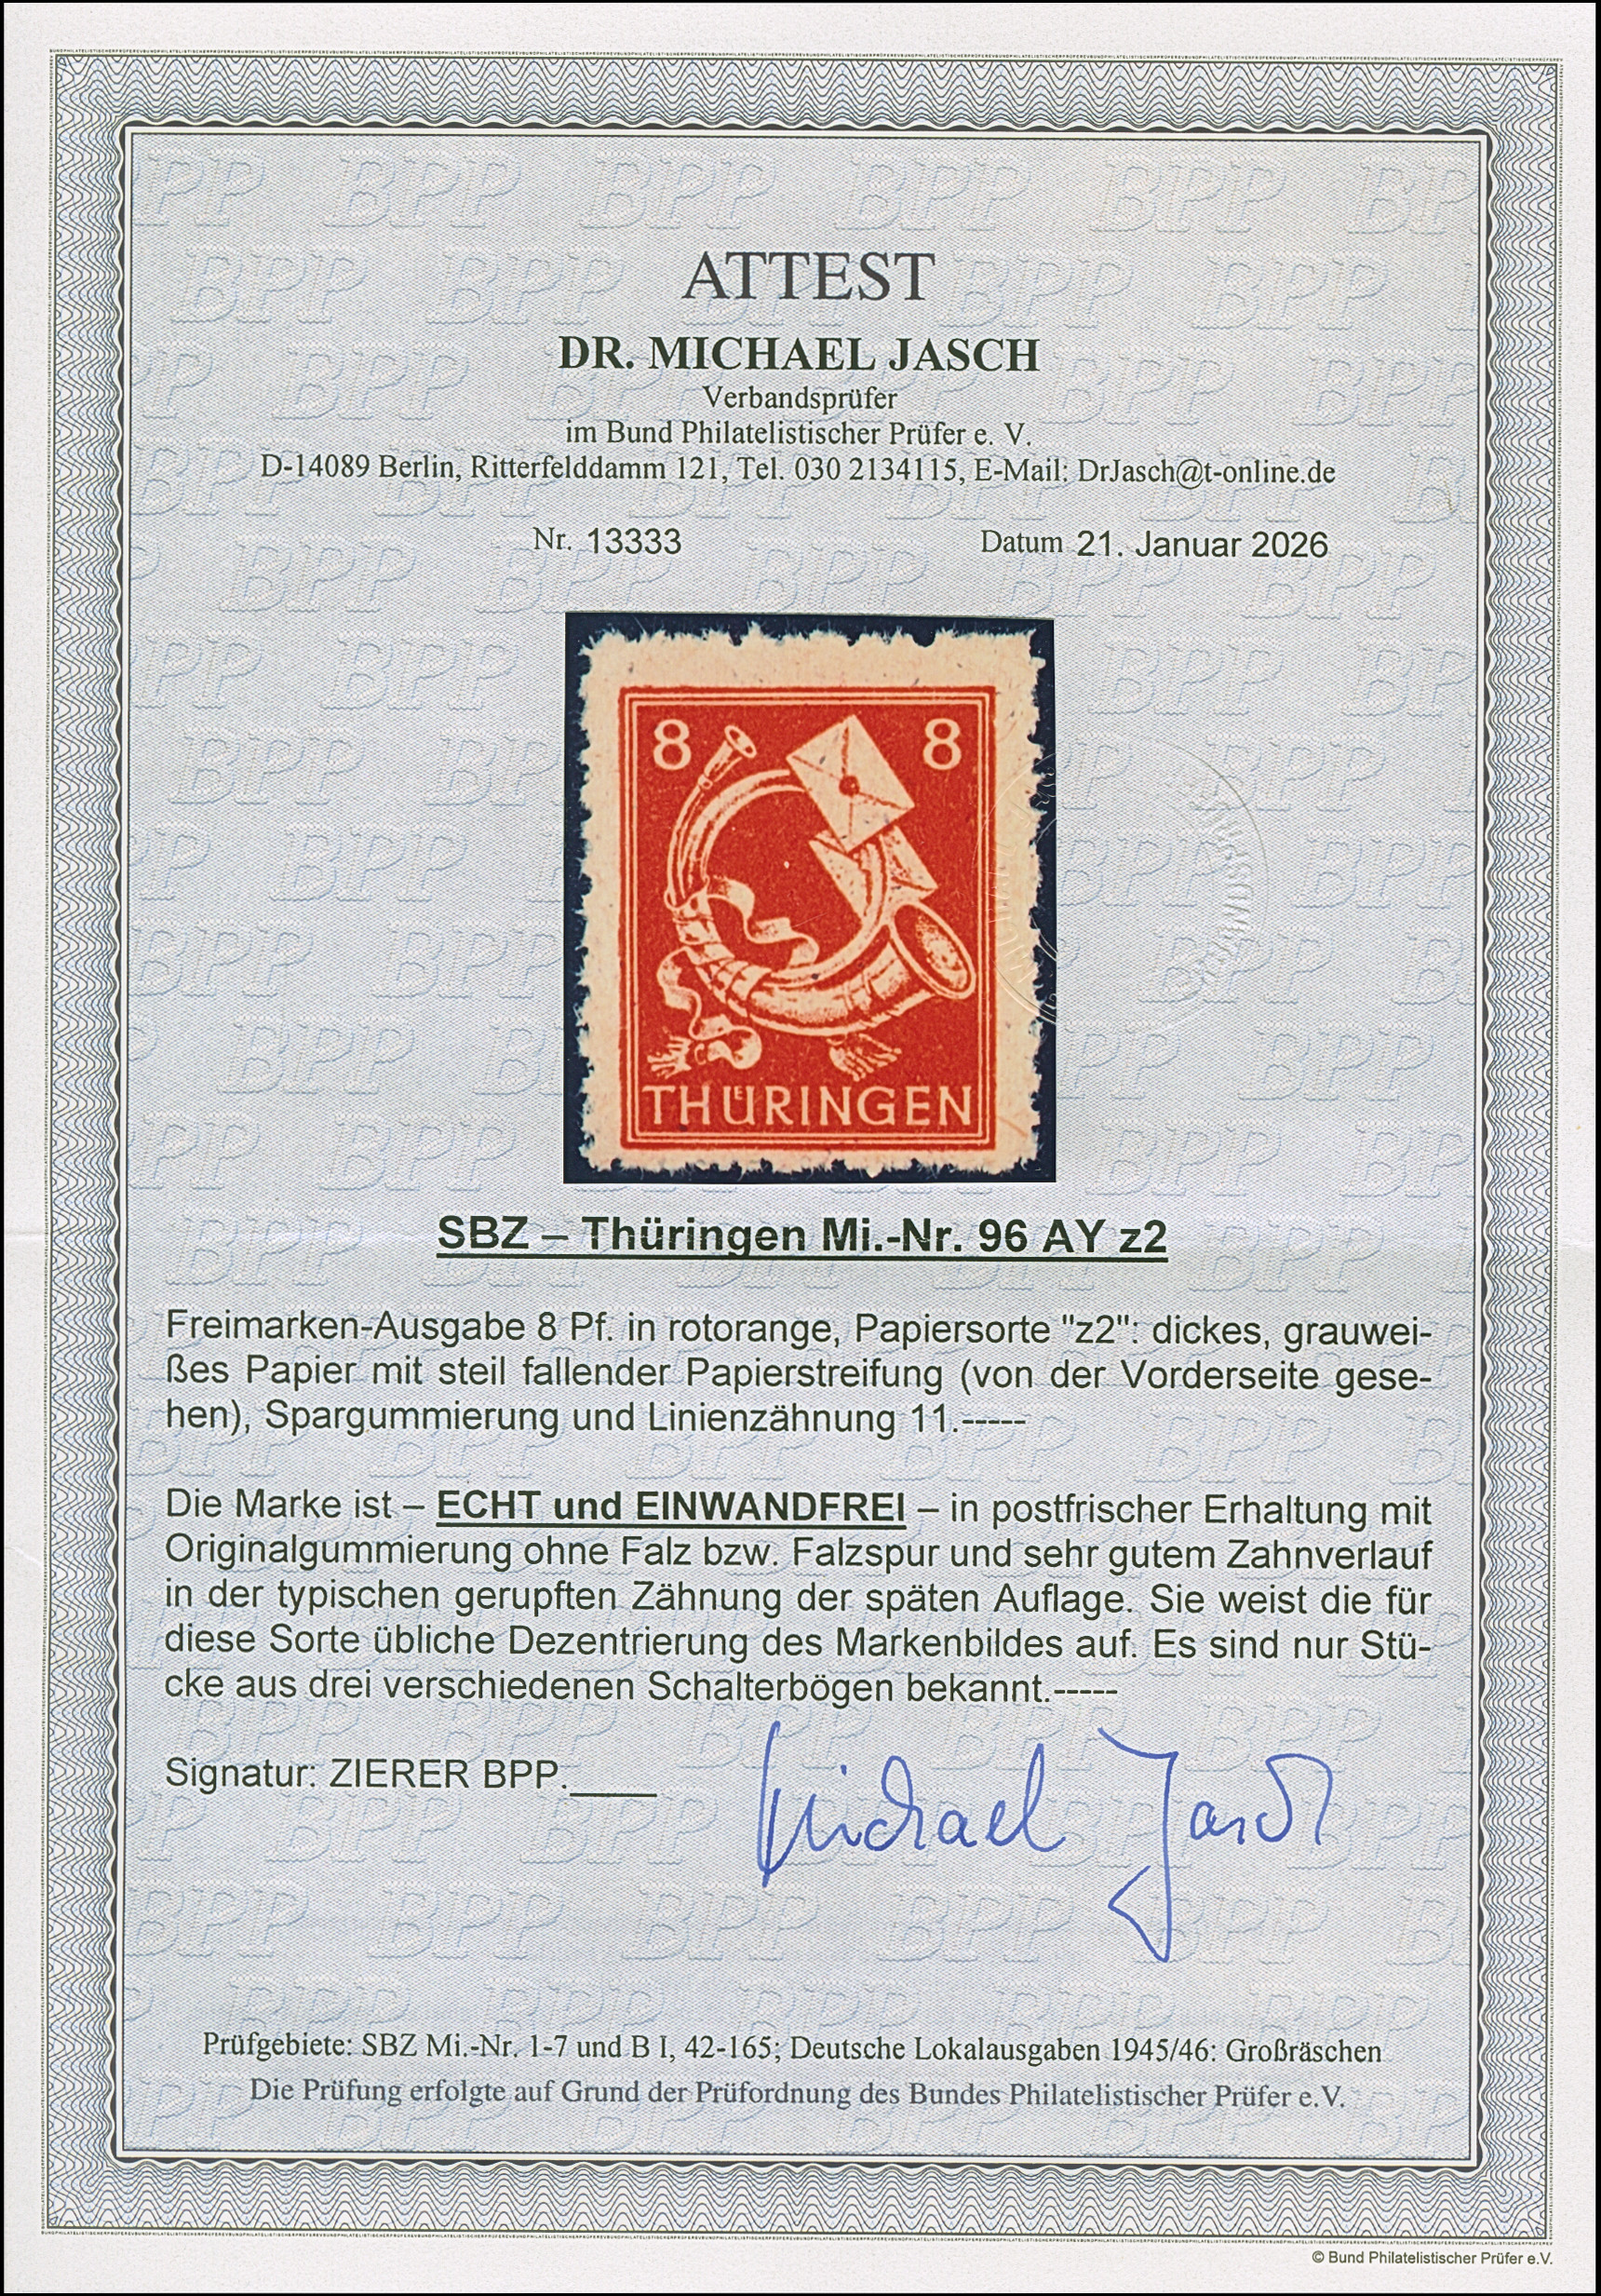 ATTEST
DR. MICHAEL JASCH
Verbandsprüfer
im Bund Philatelistischer Prüfer e. V.
D-14089 Berlin, Ritterfelddamm 121, Tel. 030 2134115, E-Mail: DrJasch@t-online.de
Nr. 13333 Datum 21. Januar 2026
8 8
THÜRINGEN
SBZ – Thüringen Mi.-Nr. 96 AY z2
Freimarken-Ausgabe 8 Pf. in rotorange, Papiersorte "z2": dickes, grauwei-
ßes Papier mit steil fallender Papierstreifung (von der Vorderseite gese-
hen), Spargummierung und Linienzähnung 11.-----
Die Marke ist – ECHT und EINWANDFREI – in postfrischer Erhaltung mit
Originalgummierung ohne Falz bzw. Falzspur und sehr gutem Zahnverlauf
in der typischen gerupften Zähnung der späten Auflage. Sie weist die für
diese Sorte übliche Dezentrierung des Markenbildes auf. Es sind nur Stü-
cke aus drei verschiedenen Schalterbögen bekannt.-----
Signatur: ZIERER BPP.____
Michael Jasch
Prüfgebiete: SBZ Mi.-Nr. 1-7 und B I, 42-165; Deutsche Lokalausgaben 1945/46: Großräschen
Die Prüfung erfolgte auf Grund der Prüfordnung des Bundes Philatelistischer Prüfer e.V.
© Bund Philatelistischer Prüfer e.V.